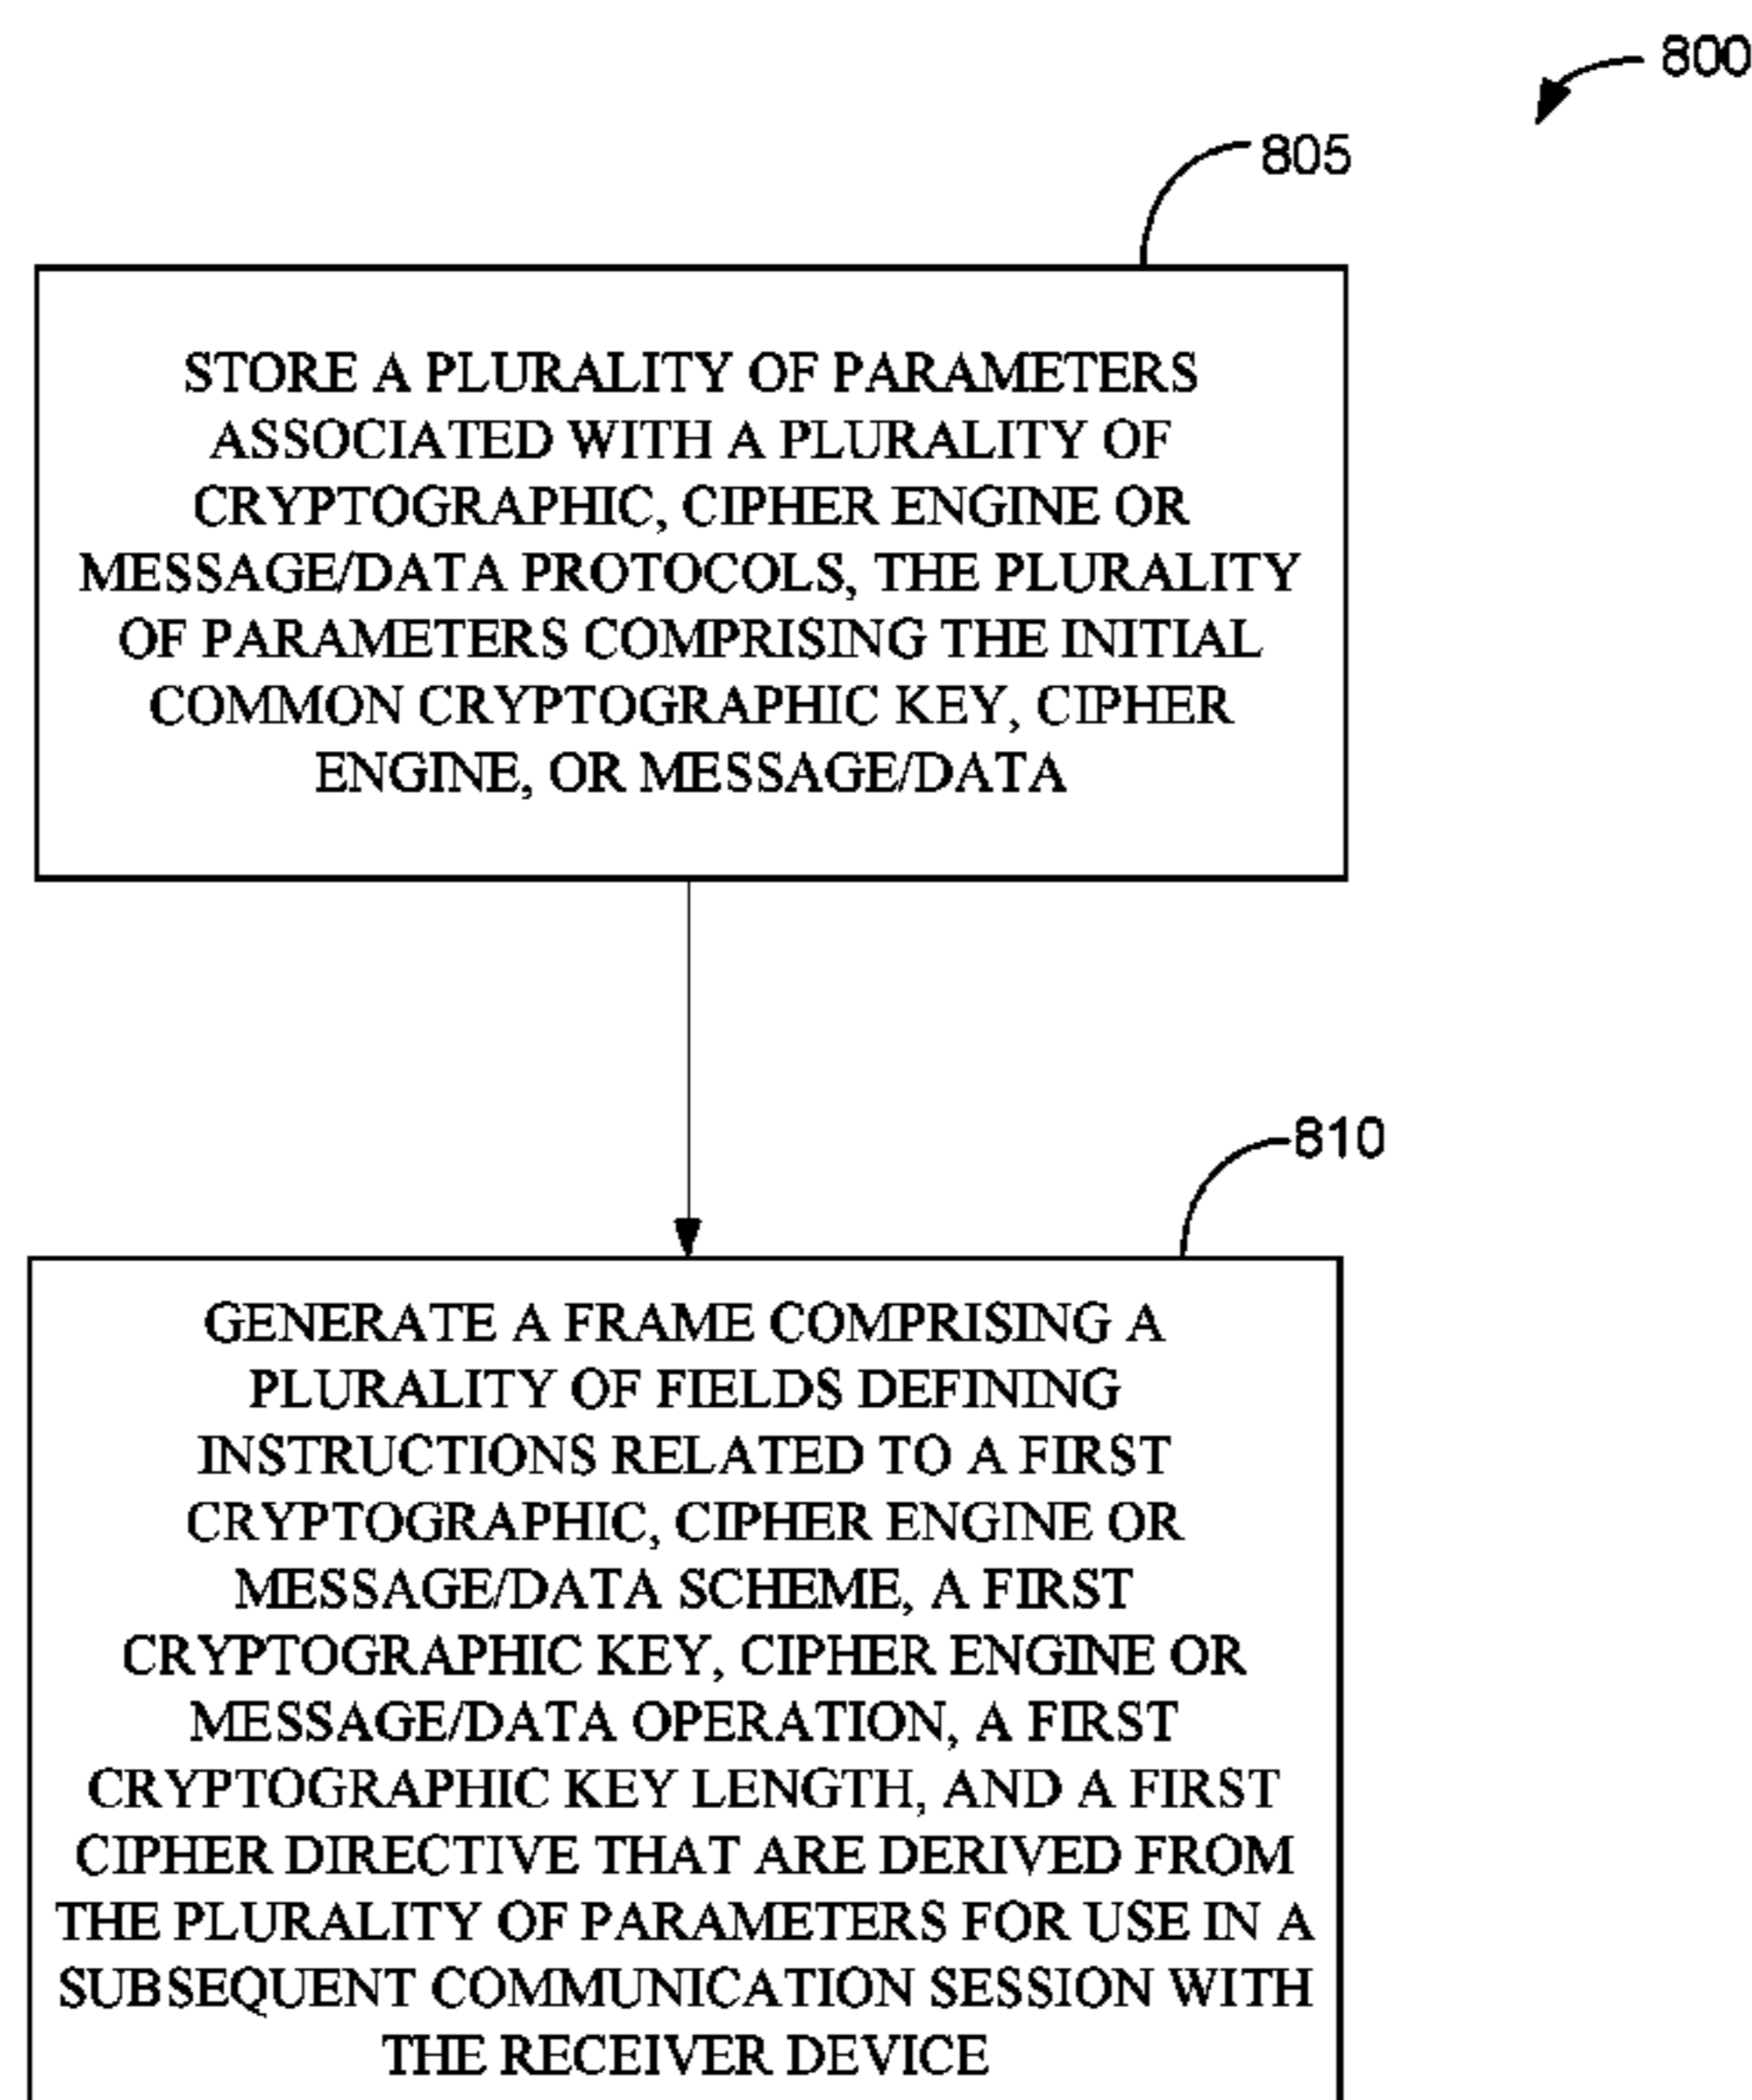 800
805
STORE A PLURALITY OF PARAMETERS
ASSOCIATED WITH A PLURALITY OF
CRYPTOGRAPHIC, CIPHER ENGINE OR
MESSAGE/DATA PROTOCOLS, THE PLURALITY
OF PARAMETERS COMPRISING THE INITIAL
COMMON CRYPTOGRAPHIC KEY, CIPHER
ENGINE, OR MESSAGE/DATA
810
GENERATE A FRAME COMPRISING A
PLURALITY OF FIELDS DEFINING
INSTRUCTIONS RELATED TO A FIRST
CRYPTOGRAPHIC, CIPHER ENGINE OR
MESSAGE/DATA SCHEME, A FIRST
CRYPTOGRAPHIC KEY, CIPHER ENGINE OR
MESSAGE/DATA OPERATION, A FIRST
CRYPTOGRAPHIC KEY LENGTH, AND A FIRST
CIPHER DIRECTIVE THAT ARE DERIVED FROM
THE PLURALITY OF PARAMETERS FOR USE IN A
SUBSEQUENT COMMUNICATION SESSION WITH
THE RECEIVER DEVICE